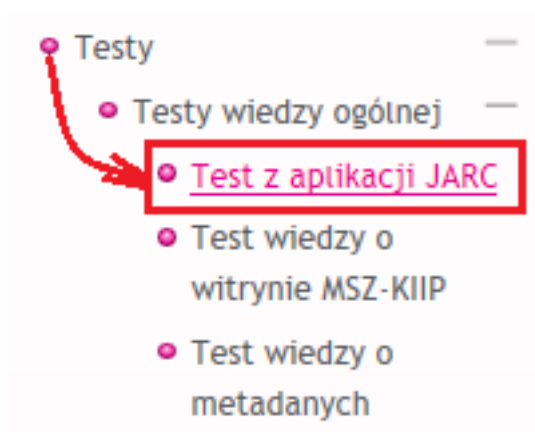 Testy
Testy wiedzy ogólnej
Test z aplikacji JARC
Test wiedzy o
witrynie MSZ-KIIP
Test wiedzy o
metadanych